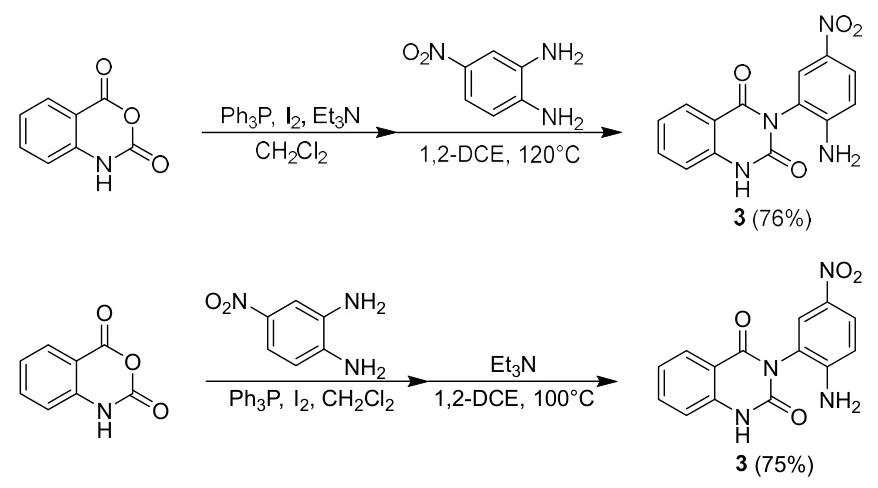 NO₂
O₂N
NH₂
O
O
Ph₃P, I₂, Et₃N
NH₂
N
O
CH₂Cl₂
1,2-DCE, 120°C
NH₂
N
H
O
N
H
O
3 (76%)
NO₂
O₂N
NH₂
O
O
NH₂
Et₃N
O
N
N
H
O
Ph₃P, I₂, CH₂Cl₂
1,2-DCE, 100°C
N
H
O
NH₂
3 (75%)